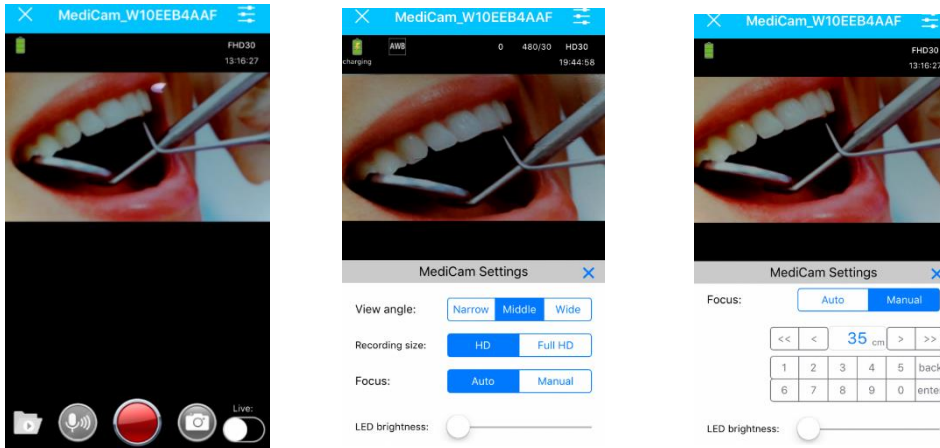 MediCam_W10EEB4AAF
FHD30
13:16:27
Live:
MediCam_W10EEB4AAF
AWB 0 480/30 HD30
charging 19:44:58
MediCam Settings
View angle: Narrow Middle Wide
Recording size: HD Full HD
Focus: Auto Manual
LED brightness:
MediCam_W10EEB4AAF
FHD30
13:16:27
MediCam Settings
Focus: Auto Manual
<< < 35 cm > >>
1 2 3 4 5 back
6 7 8 9 0 enter
LED brightness: